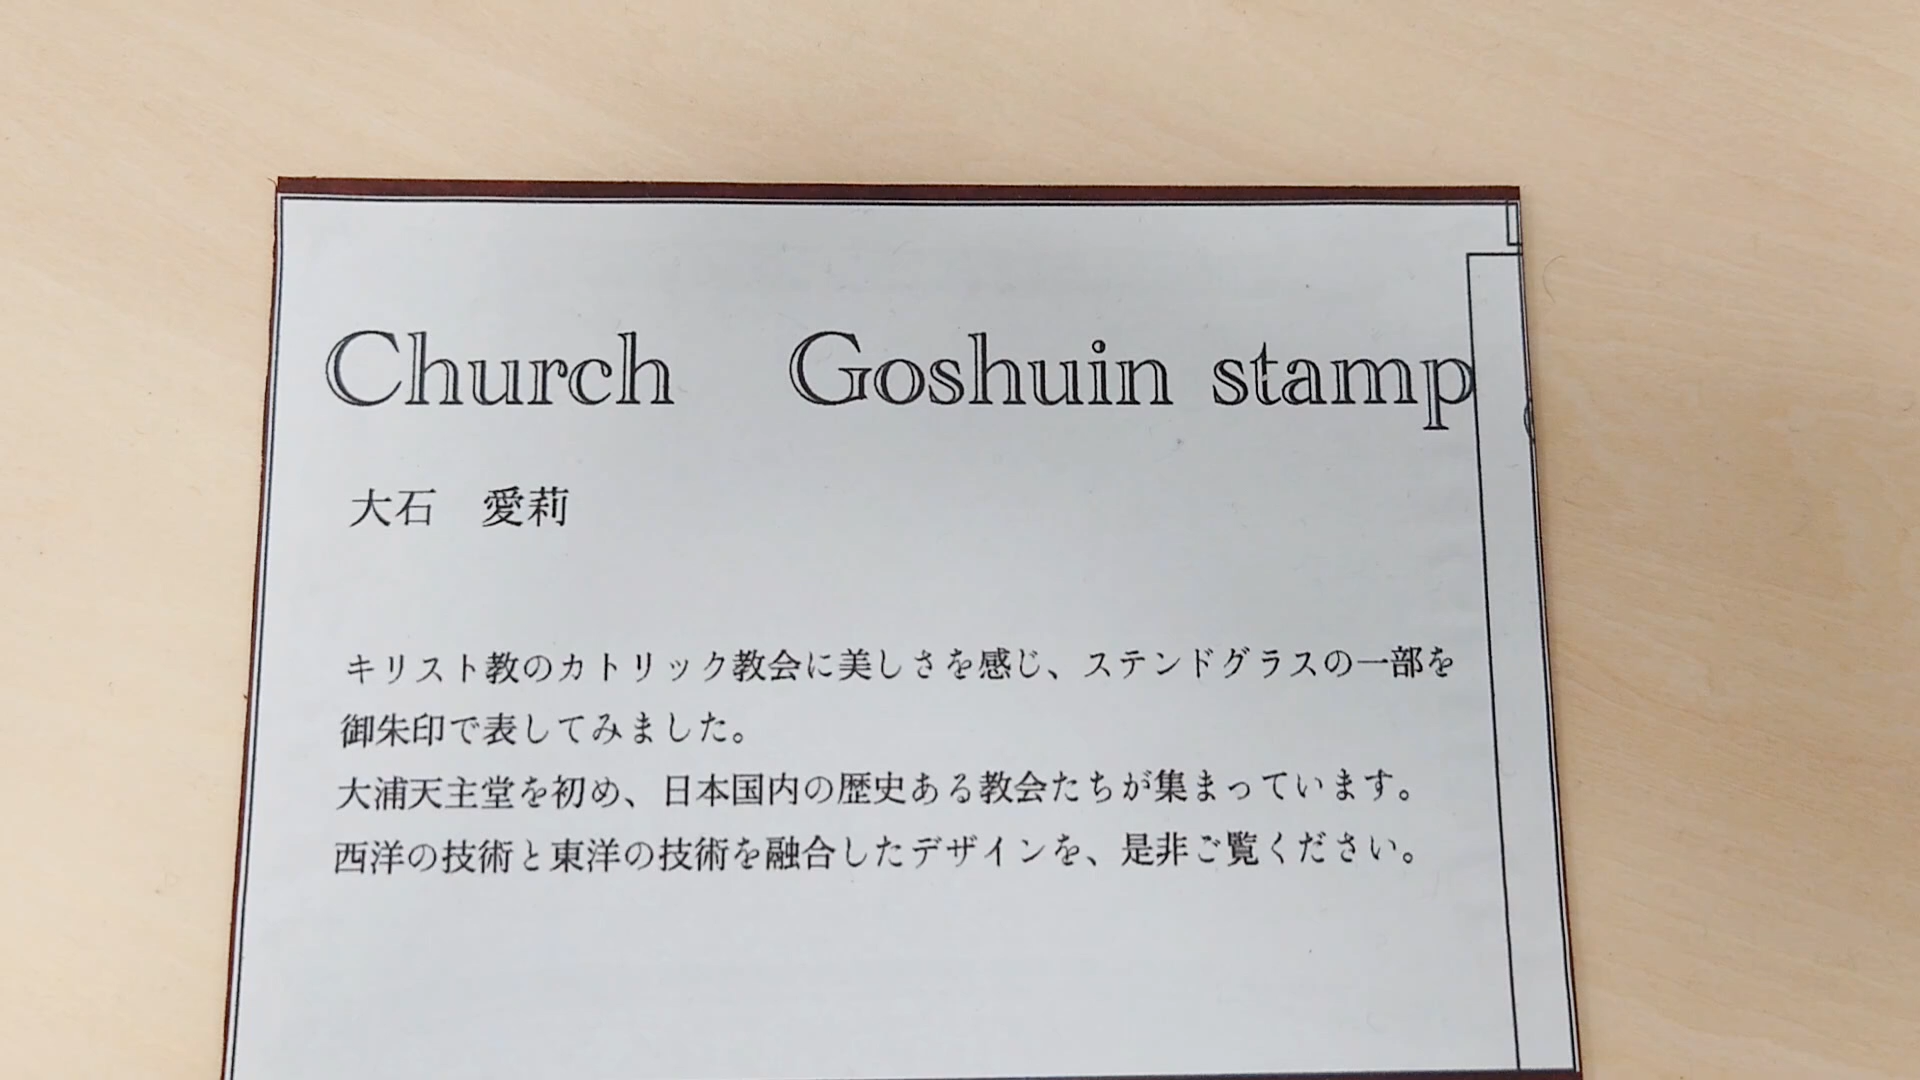 Church　Goshuin stamp
大石　愛莉
キリスト教のカトリック教会に美しさを感じ、ステンドグラスの一部を
御朱印で表してみました。
大浦天主堂を初め、日本国内の歴史ある教会たちが集まっています。
西洋の技術と東洋の技術を融合したデザインを、是非ご覧ください。